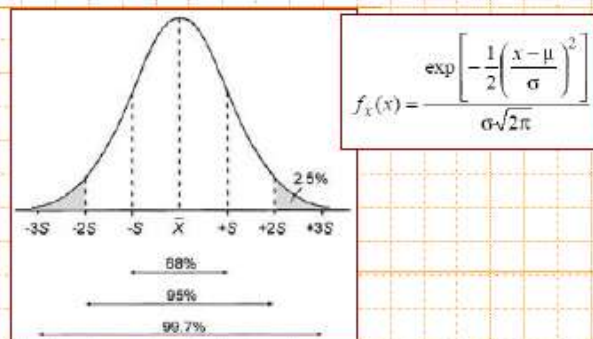 f_X(x) = exp[-1/2((x-μ)/σ)²] / σ√2π
2.5%
-3S -2S -S X̄ +S +2S +3S
68%
95%
99.7%